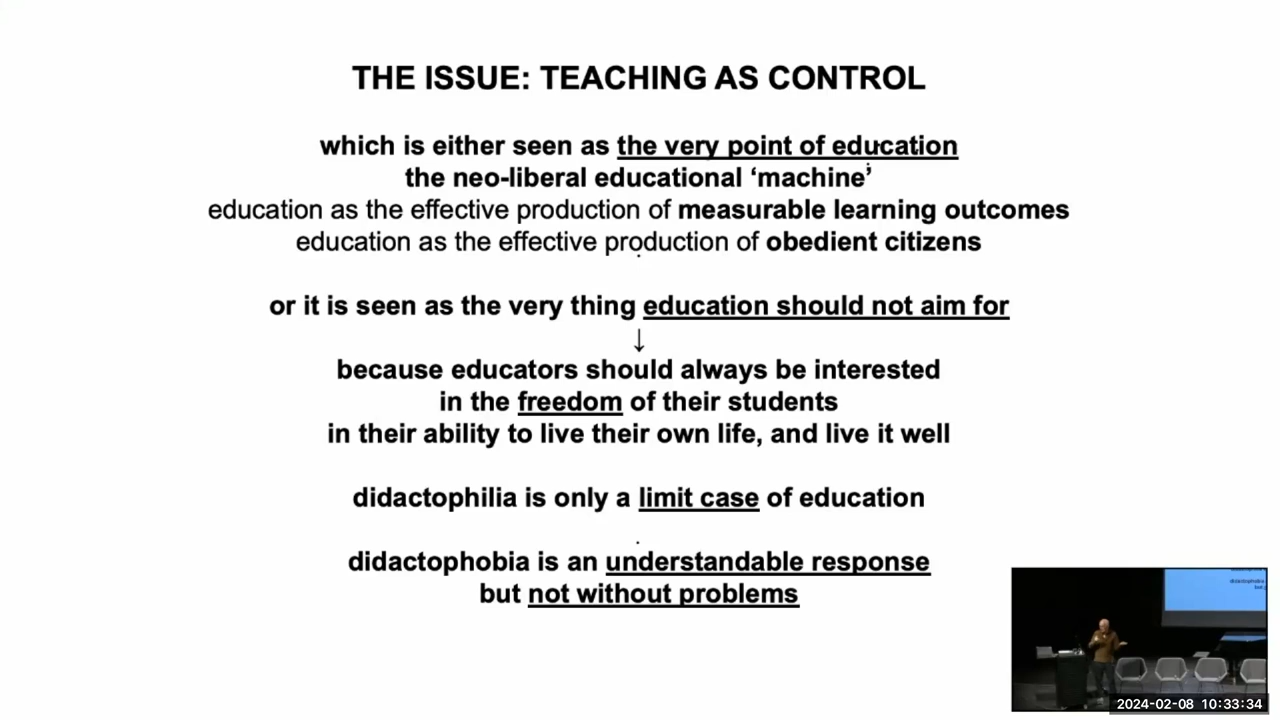 THE ISSUE: TEACHING AS CONTROL
which is either seen as the very point of education
the neo-liberal educational ‘machine’
education as the effective production of measurable learning outcomes
education as the effective production of obedient citizens
or it is seen as the very thing education should not aim for
↓
because educators should always be interested
in the freedom of their students
in their ability to live their own life, and live it well
didactophilia is only a limit case of education
didactophobia is an understandable response
but not without problems
2024-02-08 10:33:34